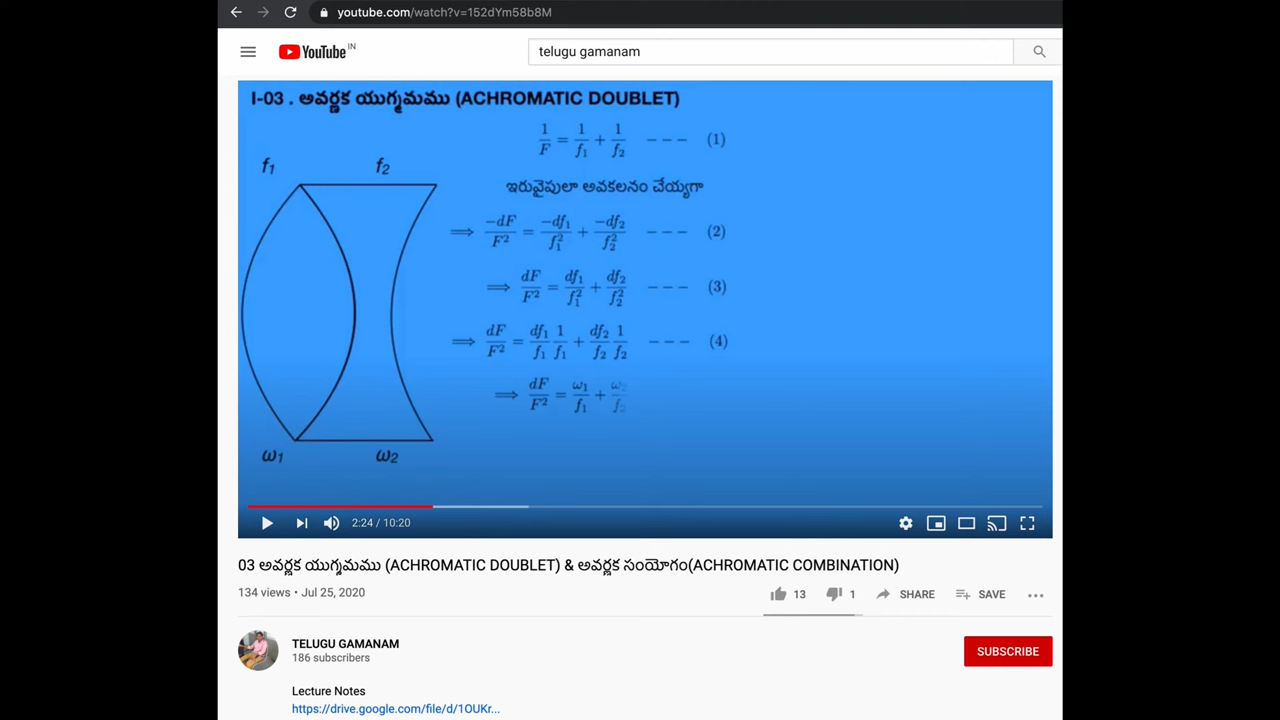 youtube.com/watch?v=152dYm58b8M
YouTube IN
telugu gamanam
I-03 . అవర్ణక యుగ్మమము (ACHROMATIC DOUBLET)
1/F = 1/f₁ + 1/f₂ --- (1)
f₁ f₂
ఇరువైపులా అవకలనం చేయ్యగా
⟹ −dF/F² = −df₁/f₁² + −df₂/f₂² --- (2)
⟹ dF/F² = df₁/f₁² + df₂/f₂² --- (3)
⟹ dF/F² = df₁/f₁ 1/f₁ + df₂/f₂ 1/f₂ --- (4)
⟹ dF/F² = ω₁/f₁ + ω₂/f₂
ω₁ ω₂
2:24 / 10:20
03 అవర్ణక యుగ్మమము (ACHROMATIC DOUBLET) & అవర్ణక సంయోగం(ACHROMATIC COMBINATION)
134 views • Jul 25, 2020
13 1 SHARE SAVE
TELUGU GAMANAM
186 subscribers
SUBSCRIBE
Lecture Notes
https://drive.google.com/file/d/1OUKr...